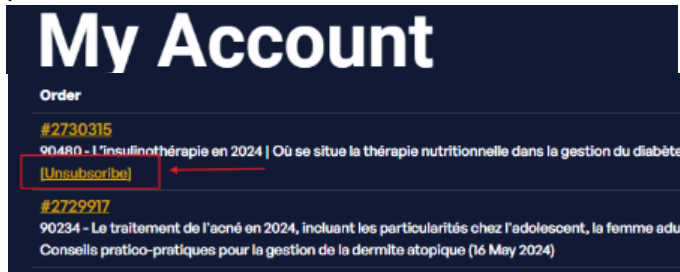 My Account
Order
#2730315
90480 - L'insulinothérapie en 2024 | Où se situe la thérapie nutritionnelle dans la gestion du diabète
[Unsubscribe]
#2729917
90234 - Le traitement de l'acné en 2024, incluant les particularités chez l'adolescent, la femme adu
Conseils pratico-pratiques pour la gestion de la dermite atopique (16 May 2024)